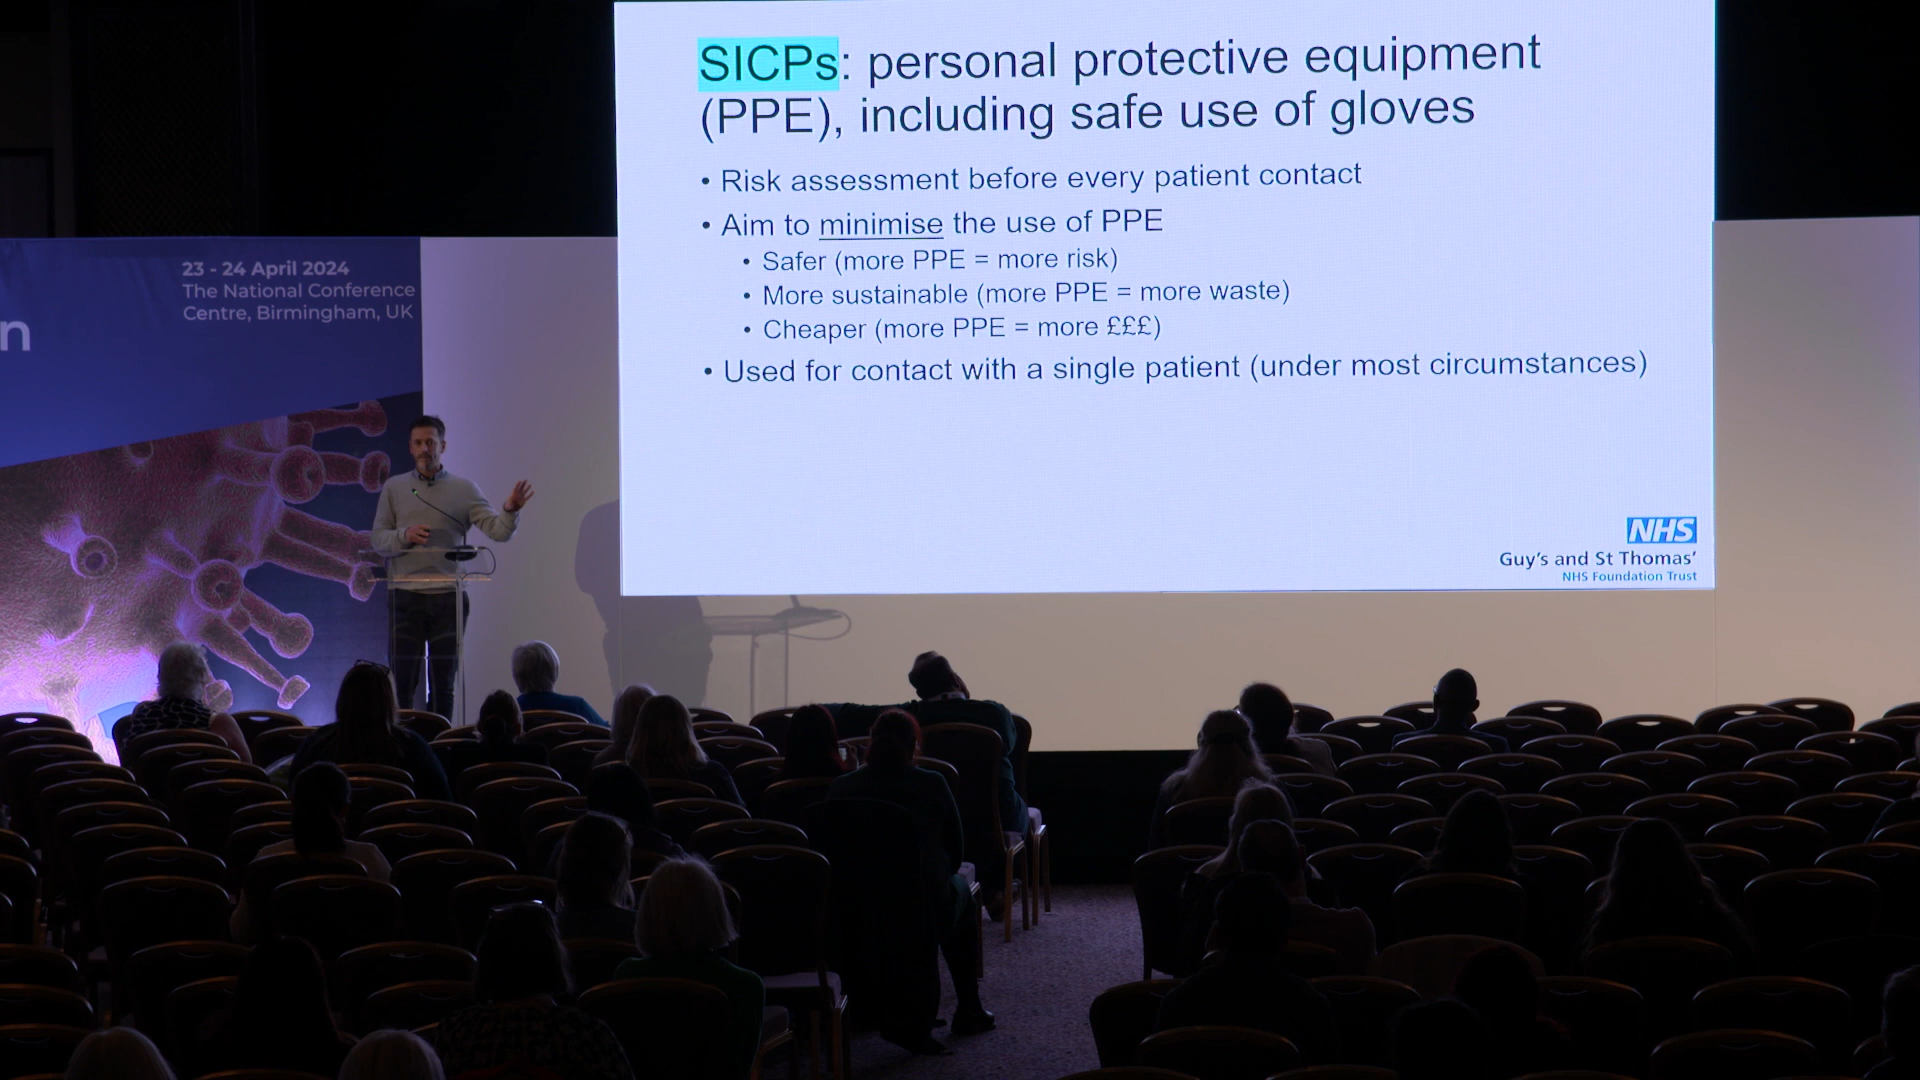 SICPs: personal protective equipment
(PPE), including safe use of gloves
• Risk assessment before every patient contact
• Aim to minimise the use of PPE
• Safer (more PPE = more risk)
• More sustainable (more PPE = more waste)
• Cheaper (more PPE = more £££)
• Used for contact with a single patient (under most circumstances)
NHS
Guy's and St Thomas'
NHS Foundation Trust
23 - 24 April 2024
The National Conference
Centre, Birmingham, UK
n